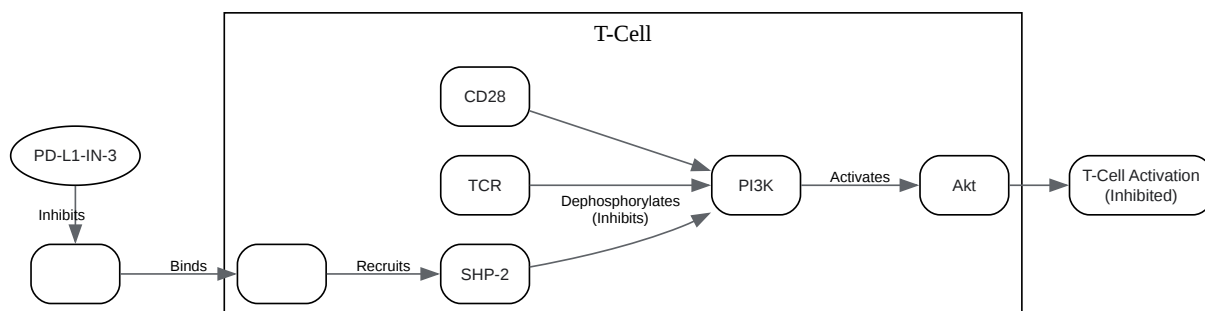 T-Cell
CD28
PD-L1-IN-3
TCR
PI3K
Activates
Akt
T-Cell Activation
(Inhibited)
Dephosphorylates
(Inhibits)
Inhibits
Binds
Recruits
SHP-2